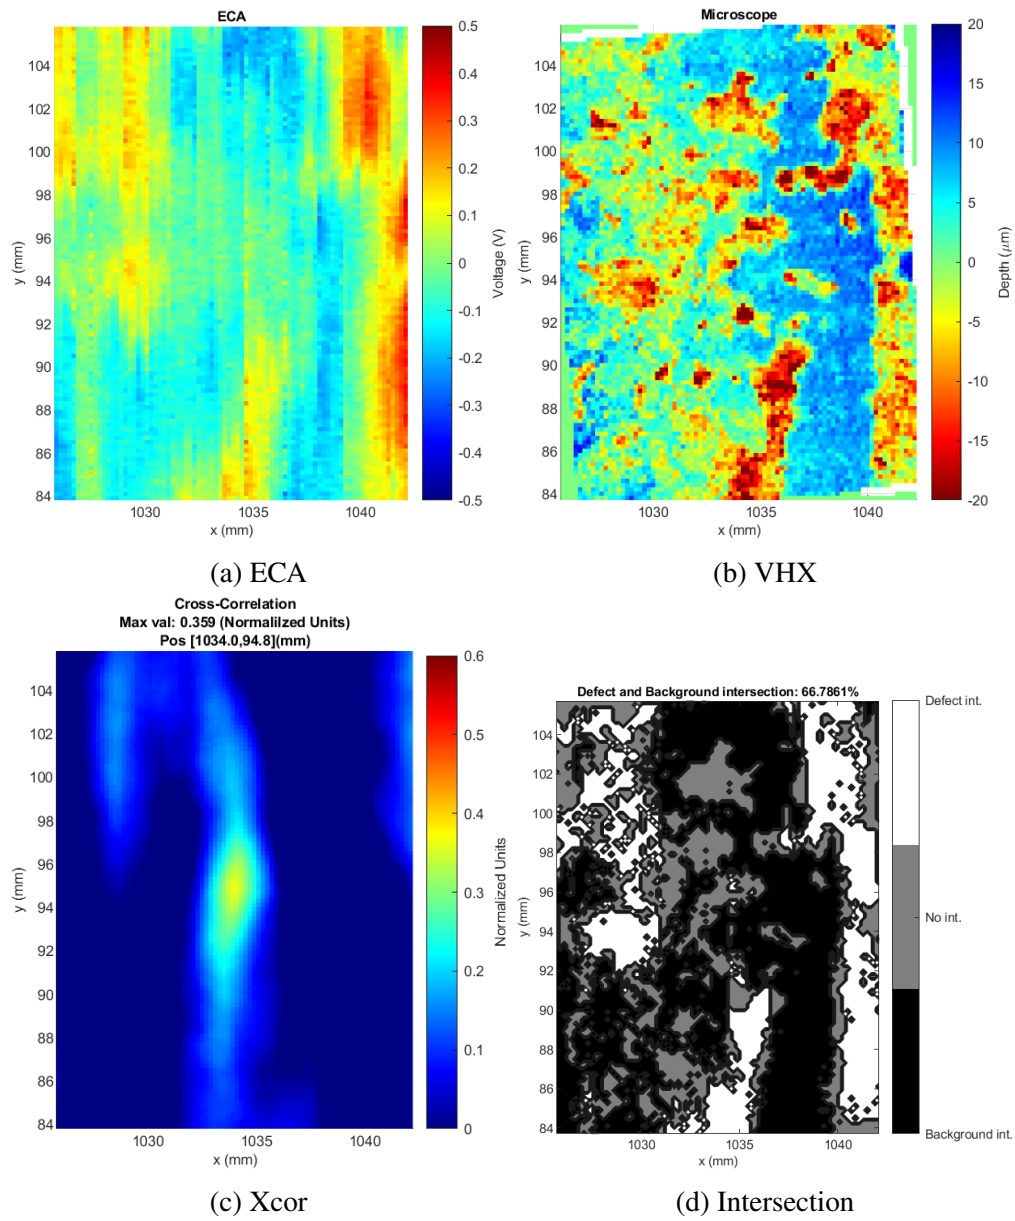 ECA
104
102
100
98
96
94
92
90
88
86
84
y (mm)
1030 1035 1040
x (mm)
0.5
0.4
0.3
0.2
0.1
0
-0.1
-0.2
-0.3
-0.4
-0.5
Voltage (V)
(a) ECA
Microscope
104
102
100
98
96
94
92
90
88
86
84
y (mm)
1030 1035 1040
x (mm)
20
15
10
5
0
-5
-10
-15
-20
Depth (μm)
(b) VHX
Cross-Correlation
Max val: 0.359 (Normalilzed Units)
Pos [1034.0,94.8](mm)
104
102
100
98
96
94
92
90
88
86
84
y (mm)
1030 1035 1040
x (mm)
0.6
0.5
0.4
0.3
0.2
0.1
0
Normalized Units
(c) Xcor
Defect and Background intersection: 66.7861%
104
102
100
98
96
94
92
90
88
86
84
y (mm)
1030 1035 1040
x (mm)
Defect int.
No int.
Background int.
(d) Intersection